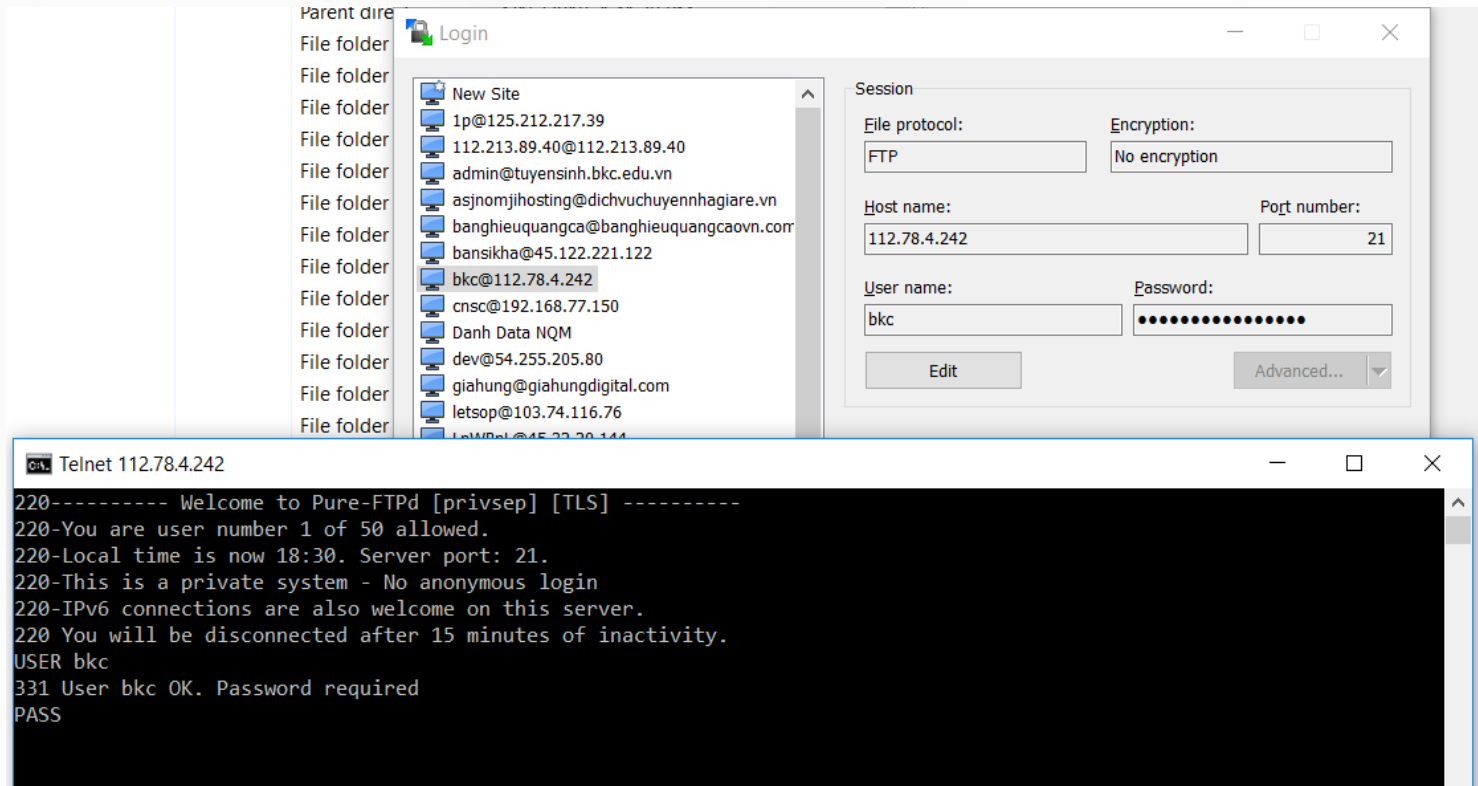 Parent dire
File folder
File folder
File folder
File folder
File folder
File folder
File folder
File folder
File folder
File folder
File folder
File folder
File folder
Login
New Site
1p@125.212.217.39
112.213.89.40@112.213.89.40
admin@tuyensinh.bkc.edu.vn
asjnomjihosting@dichvuchuyennhagiare.vn
banghieuquangca@banghieuquangcaovn.com
bansikha@45.122.221.122
bkc@112.78.4.242
cnsc@192.168.77.150
Danh Data NQM
dev@54.255.205.80
giahung@giahungdigital.com
letsop@103.74.116.76
Session
File protocol: Encryption:
FTP No encryption
Host name: Port number:
112.78.4.242 21
User name: Password:
bkc ••••••••••••••••
Edit Advanced...
Telnet 112.78.4.242
220---------- Welcome to Pure-FTPd [privsep] [TLS] ----------
220-You are user number 1 of 50 allowed.
220-Local time is now 18:30. Server port: 21.
220-This is a private system - No anonymous login
220-IPv6 connections are also welcome on this server.
220 You will be disconnected after 15 minutes of inactivity.
USER bkc
331 User bkc OK. Password required
PASS